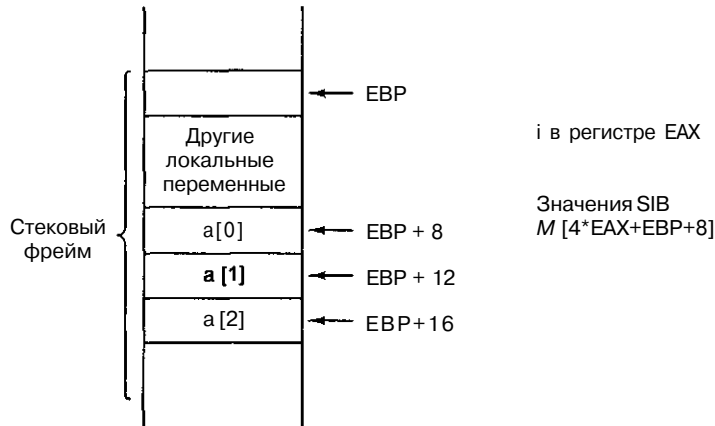 EBP
Другие
локальные
переменные
i в регистре EAX
Стековый
фрейм
a[0]
EBP + 8
Значения SIB
M [4*EAX+EBP+8]
a [1]
EBP + 12
a [2]
EBP+16